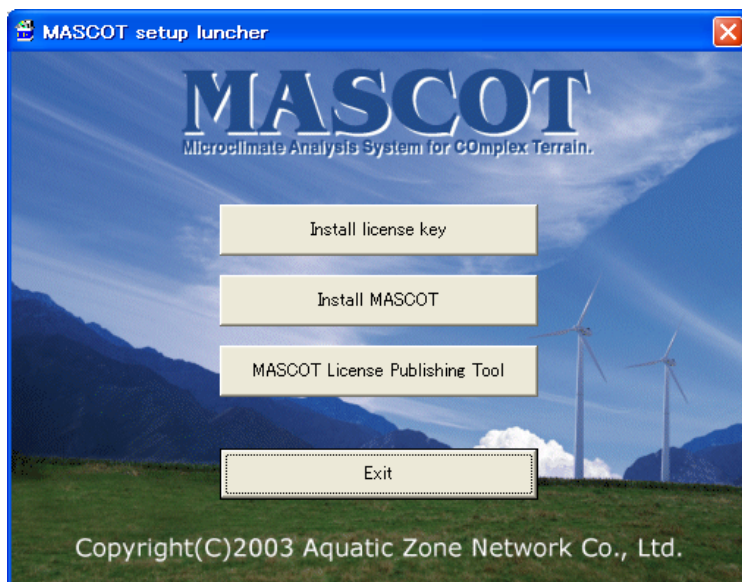 MASCOT setup luncher
MASCOT
Microclimate Analysis System for COmplex Terrain.
Install license key
Install MASCOT
MASCOT License Publishing Tool
Exit
Copyright(C)2003 Aquatic Zone Network Co., Ltd.